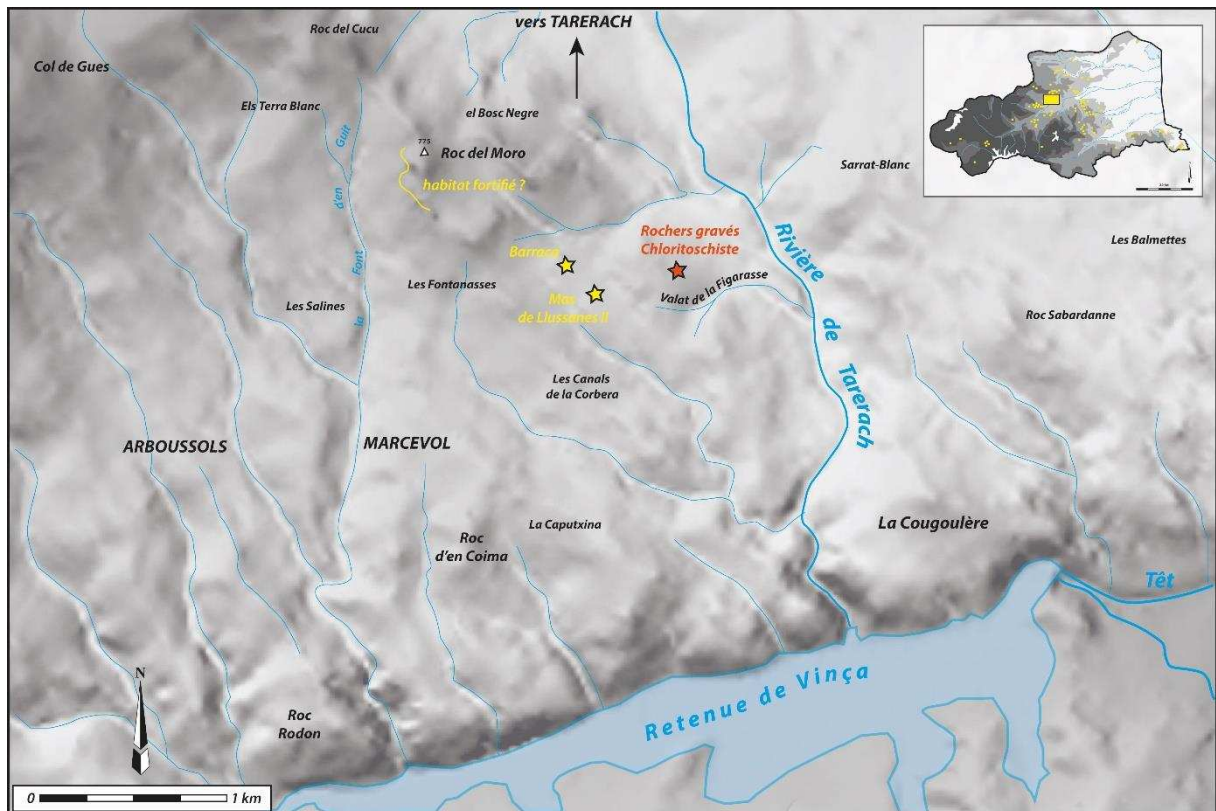 Roc del Cucu
vers TARERACH
Col de Gues
Els Terra Blanc
el Bosc Negre
775
Roc del Moro
habitat fortifié ?
la Font d'en Guit
Sarrat-Blanc
Rochers gravés
Chloritoschiste
Rivière de Tarerach
Les Balmettes
Barraca
Mas
de Llussanes II
Valat de la Figarasse
Les Fontanasses
Les Salines
Roc Sabardanne
Les Canals
de la Corbera
ARBOUSSOLS
MARCEVOL
La Caputxina
Roc
d'en Coima
La Cougoulère
Têt
Retenue de Vinça
N
Roc
Rodon
0
1 km